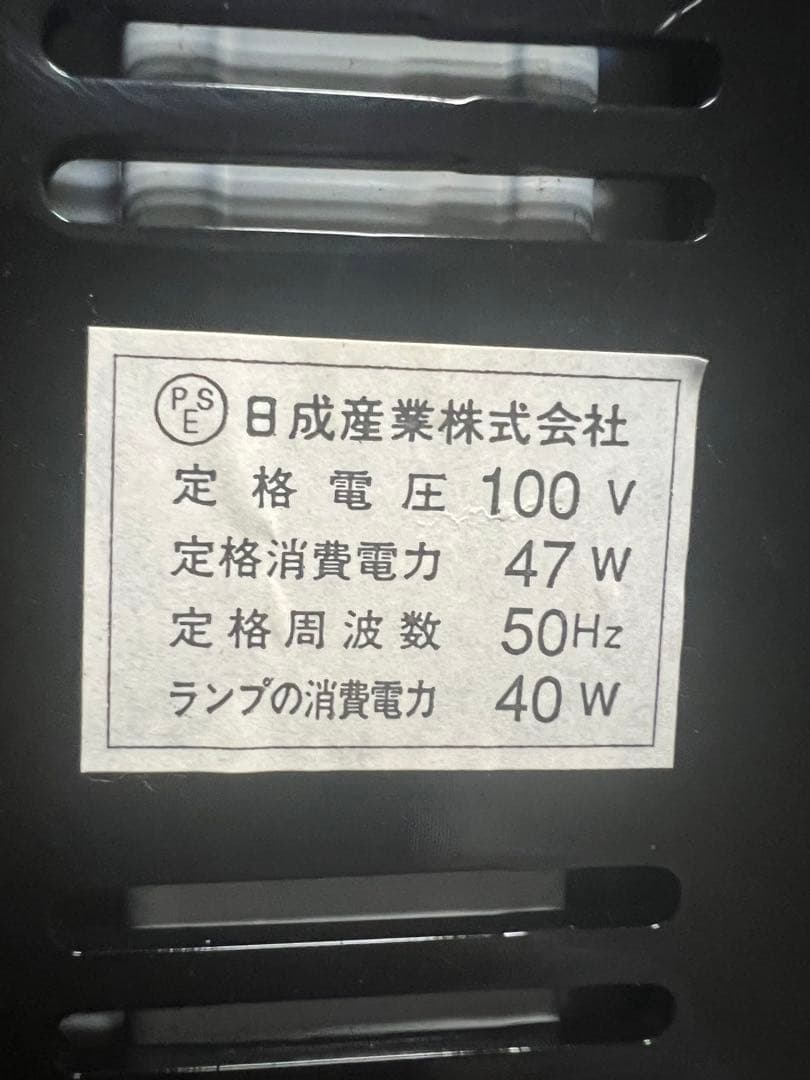 PSE 日成産業株式会社
定格電圧 100 V
定格消費電力 47 W
定格周波数 50Hz
ランプの消費電力 40 W